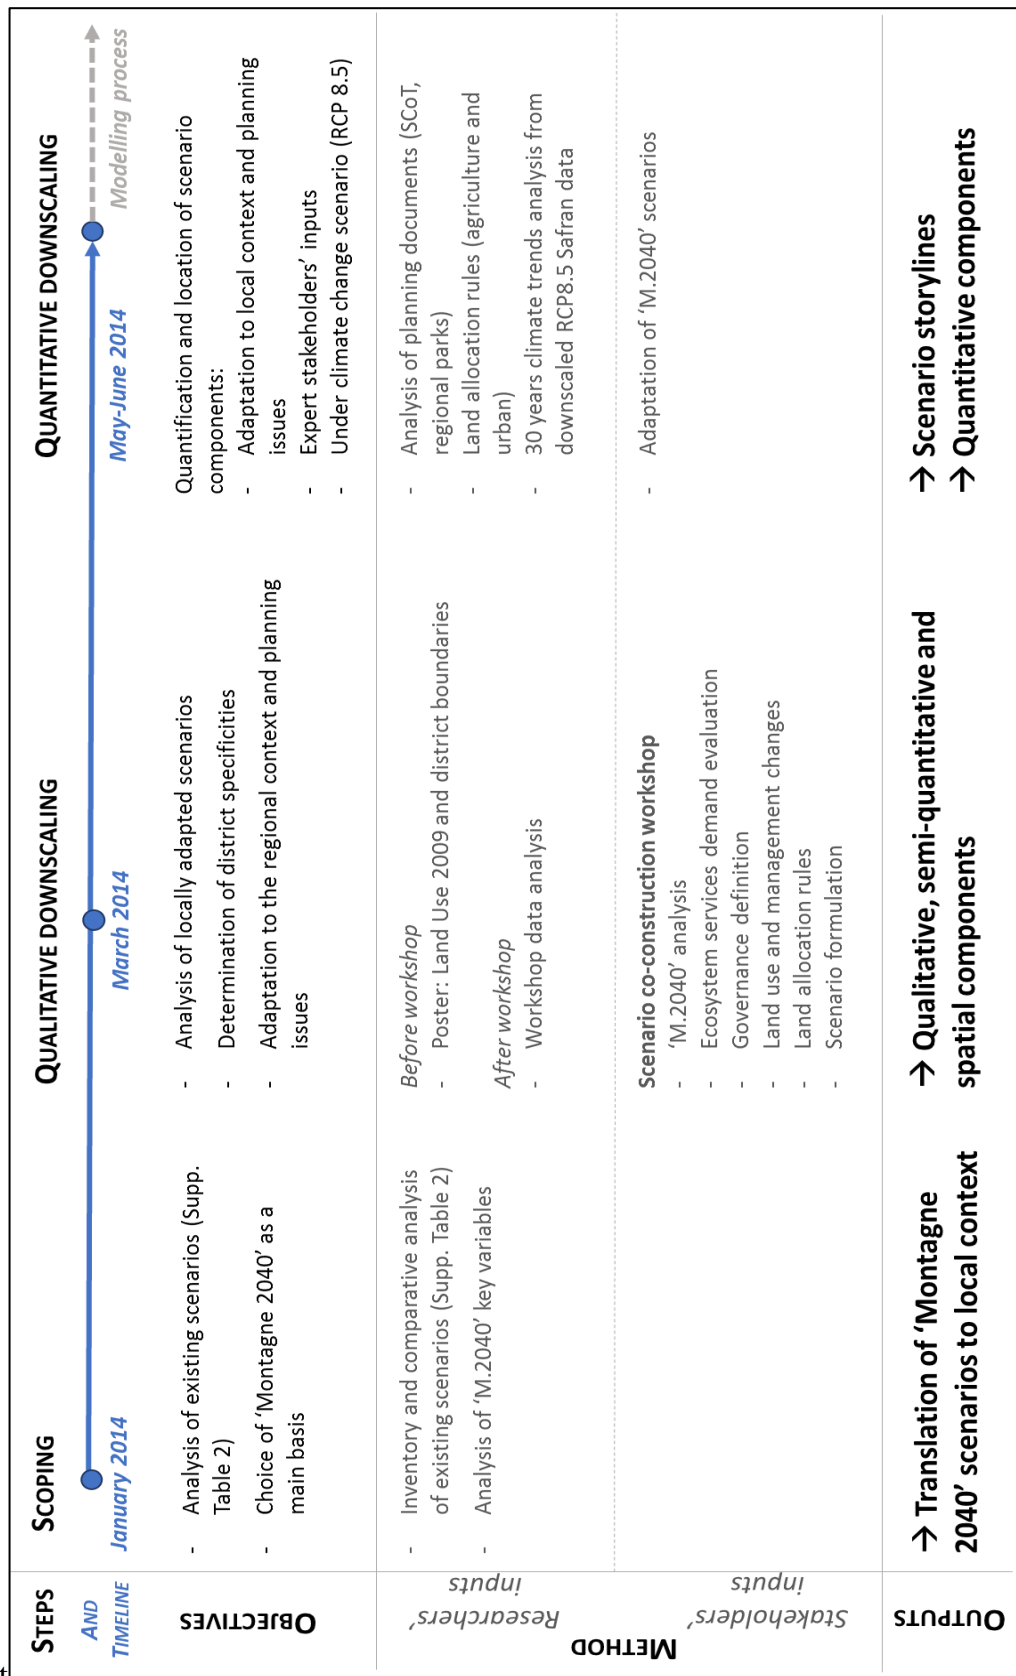 STEPS
AND
TIMELINE
SCOPING
January 2014
QUALITATIVE DOWNSCALING
March 2014
QUANTITATIVE DOWNSCALING
May-June 2014
Modelling process
OBJECTIVES
- Analysis of existing scenarios (Supp.
Table 2)
- Choice of ‘Montagne 2040’ as a
main basis
- Analysis of locally adapted scenarios
- Determination of district specificities
- Adaptation to the regional context and planning
issues
Quantification and location of scenario
components:
- Adaptation to local context and planning
issues
- Expert stakeholders’ inputs
- Under climate change scenario (RCP 8.5)
METHOD
Researchers’
inputs
- Inventory and comparative analysis
of existing scenarios (Supp. Table 2)
- Analysis of ‘M.2040’ key variables
Before workshop
- Poster: Land Use 2009 and district boundaries
After workshop
- Workshop data analysis
- Analysis of planning documents (SCoT,
regional parks)
- Land allocation rules (agriculture and
urban)
- 30 years climate trends analysis from
downscaled RCP8.5 Safran data
Stakeholders’
inputs
Scenario co-construction workshop
- ‘M.2040’ analysis
- Ecosystem services demand evaluation
- Governance definition
- Land use and management changes
- Land allocation rules
- Scenario formulation
- Adaptation of ‘M.2040’ scenarios
OUTPUTS
→ Translation of ‘Montagne
2040’ scenarios to local context
→ Qualitative, semi-quantitative and
spatial components
→ Scenario storylines
→ Quantitative components